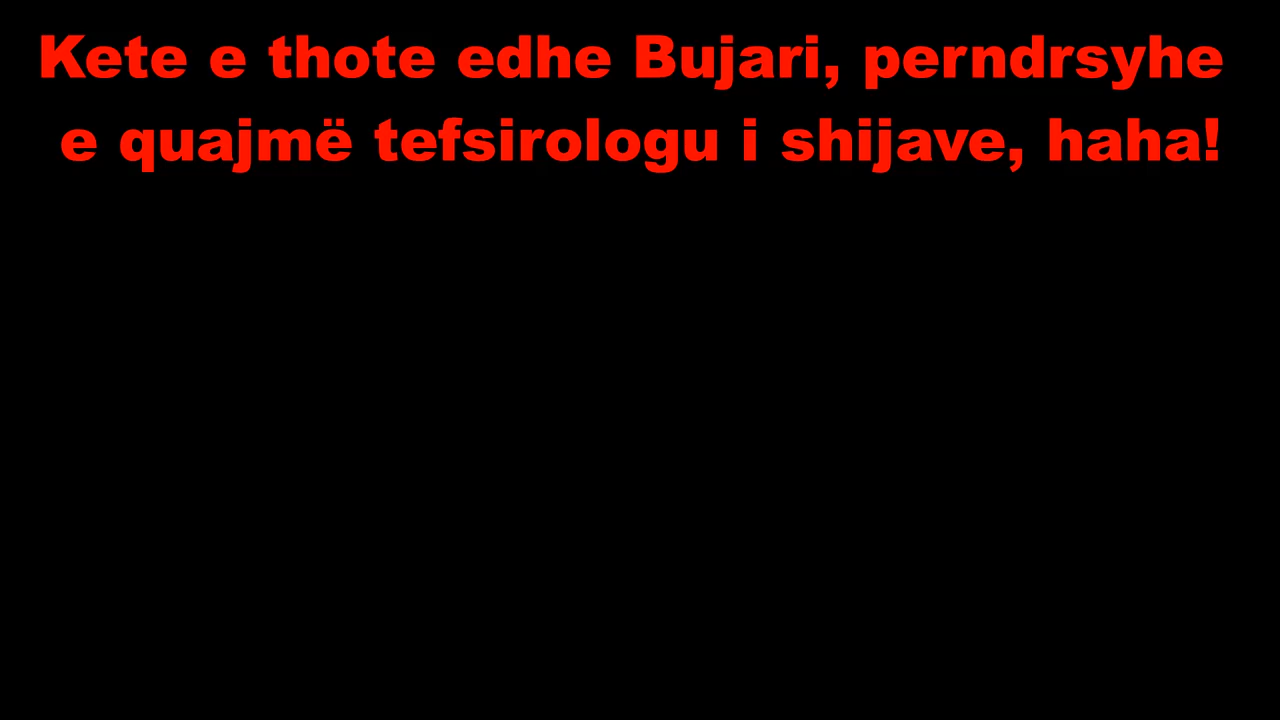 Kete e thote edhe Bujari, perndrsyhe
e quajmë tefsirologu i shijave, haha!